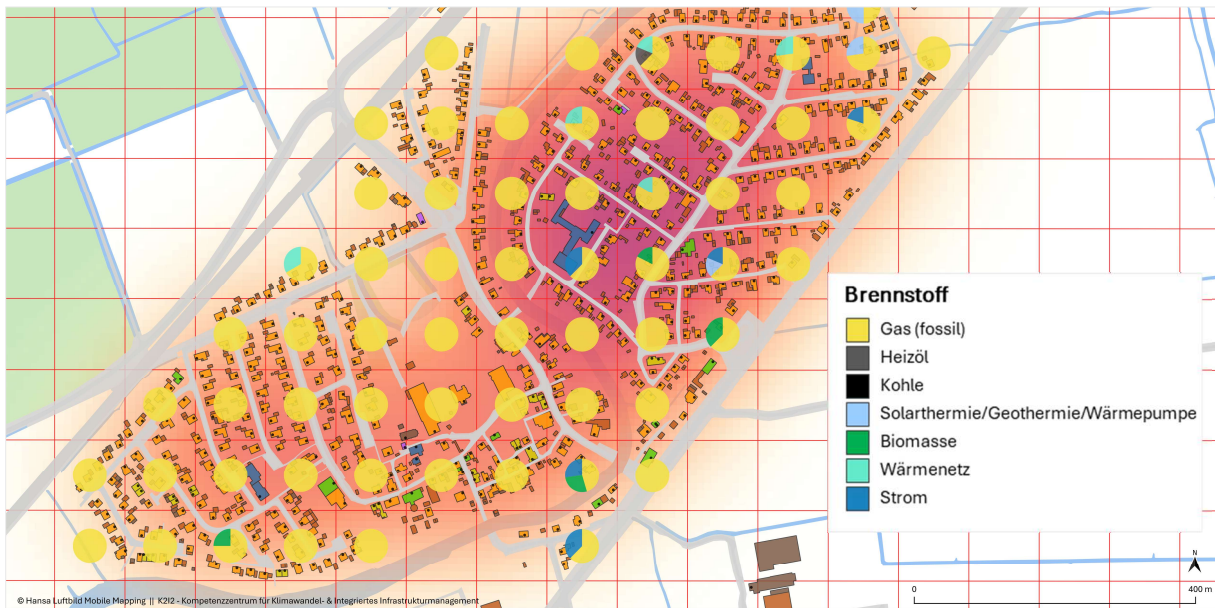 Brennstoff
Gas (fossil)
Heizöl
Kohle
Solarthermie/Geothermie/Wärmepumpe
Biomasse
Wärmenetz
Strom
N
0 400 m
© Hansa Luftbild Mobile Mapping || K2I2 - Kompetenzzentrum für Klimawandel- & Integriertes Infrastrukturmanagement